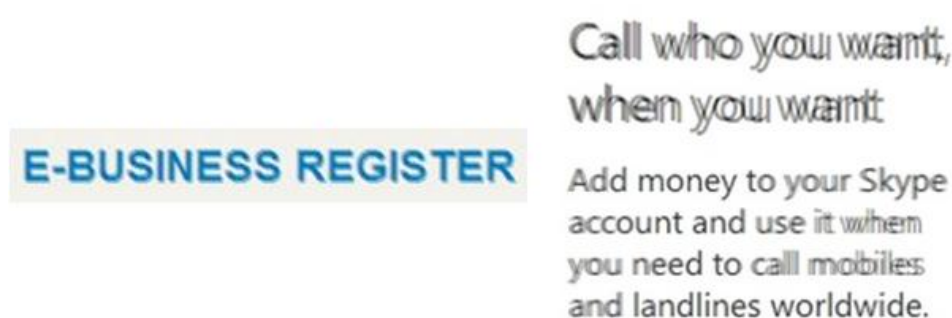 E-BUSINESS REGISTER
Call who you want,
when you want
Add money to your Skype
account and use it when
you need to call mobiles
and landlines worldwide.